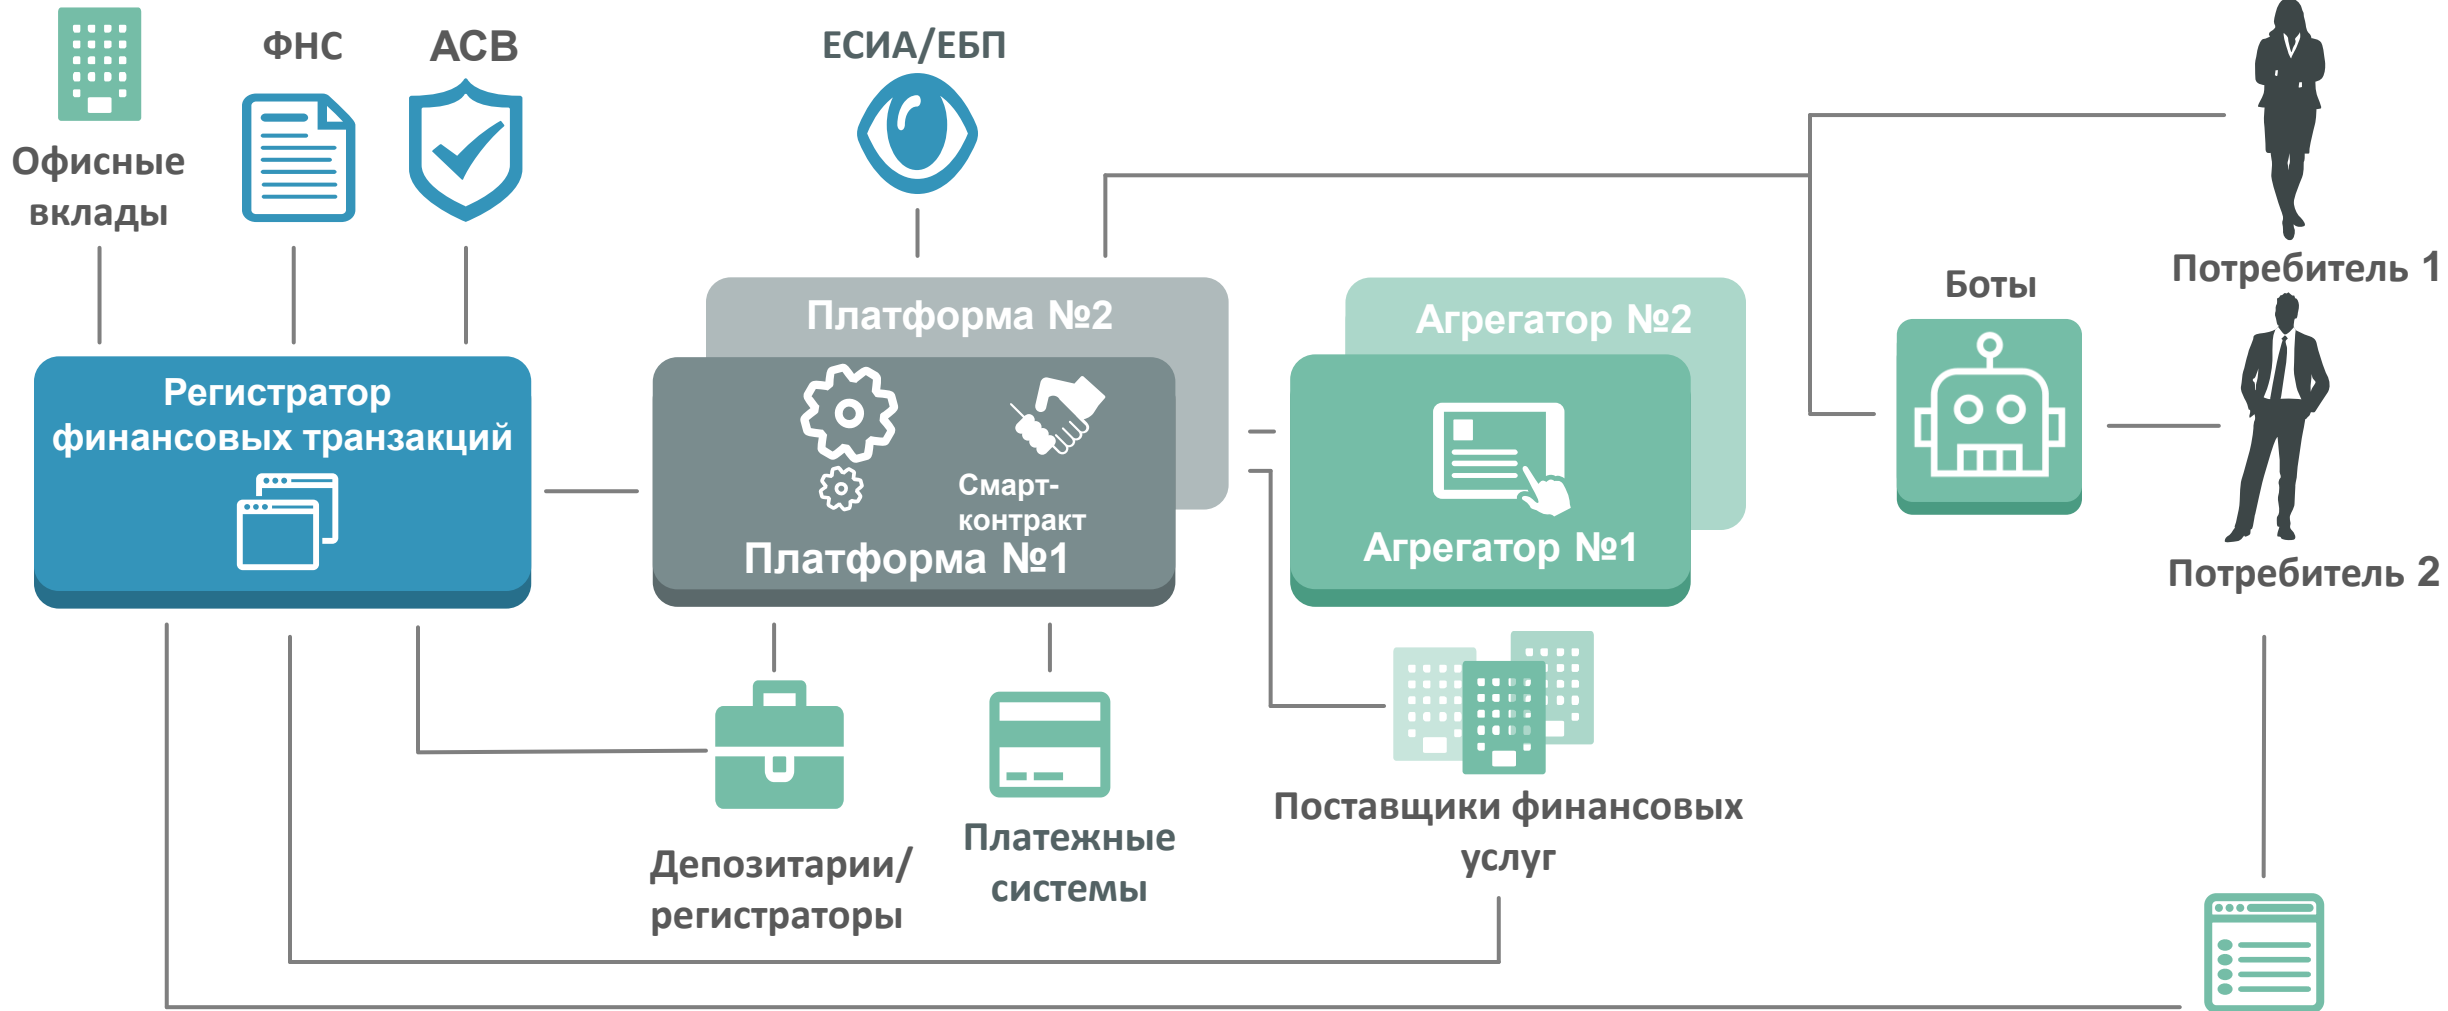 ФНС
АСВ
ЕСИА/ЕБП
Офисные
вклады
Потребитель 1
Боты
Платформа №2
Агрегатор №2
Регистратор
финансовых транзакций
Смарт-
контракт
Платформа №1
Агрегатор №1
Потребитель 2
Поставщики финансовых
услуг
Платежные
системы
Депозитарии/
регистраторы